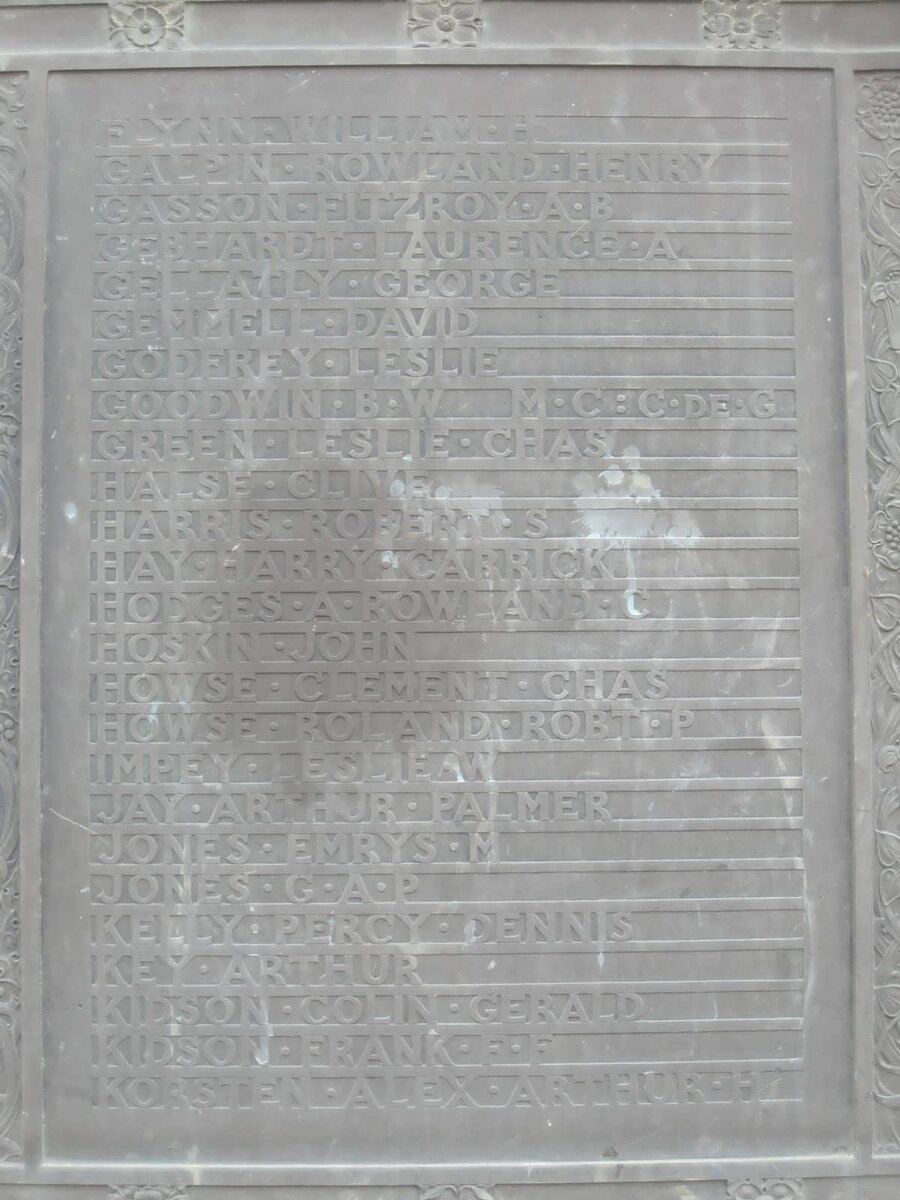 FLYNN·WILLIAM·H
GALPIN·ROWLAND·HENRY
GASSON·FITZROY·A·B
GEBHARDT·LAURENCE·A
GELLATLY·GEORGE
GEMMELL·DAVID
GODFREY·LESLIE
GOODWIN·B·W M·C:C·DE·G
GREEN·LESLIE·CHAS
HALSE·CLIVE
HARRIS·ROBERT·S
HAY·HARRY·CARRICK
HODGES·A·ROWLAND·C
HOSKIN·JOHN
HOWSE·CLEMENT·CHAS
HOWSE·ROLAND·ROBT·P
IMPEY·LESLIE·W
JAY·ARTHUR·PALMER
JONES·EMRYS·M
JONES·G·A·P
KELLY·PERCY·DENNIS
KEY·ARTHUR
KIDSON·COLIN·GERALD
KIDSON·FRANK·F·F
KORSTEN·ALEX·ARTHUR·H